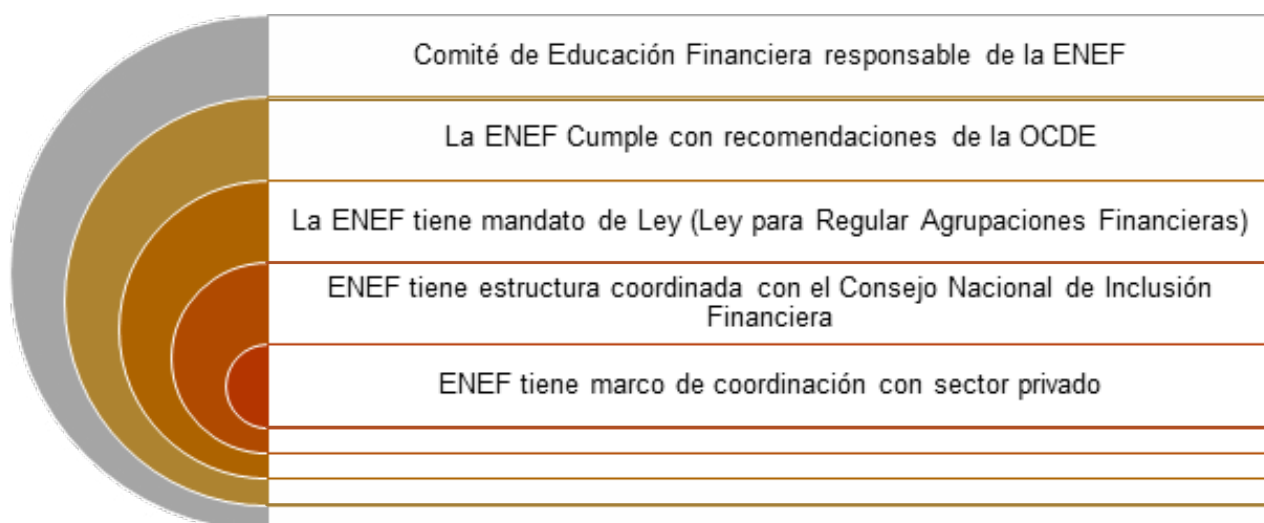 Comité de Educación Financiera responsable de la ENEF
La ENEF Cumple con recomendaciones de la OCDE
La ENEF tiene mandato de Ley (Ley para Regular Agrupaciones Financieras)
ENEF tiene estructura coordinada con el Consejo Nacional de Inclusión
Financiera
ENEF tiene marco de coordinación con sector privado